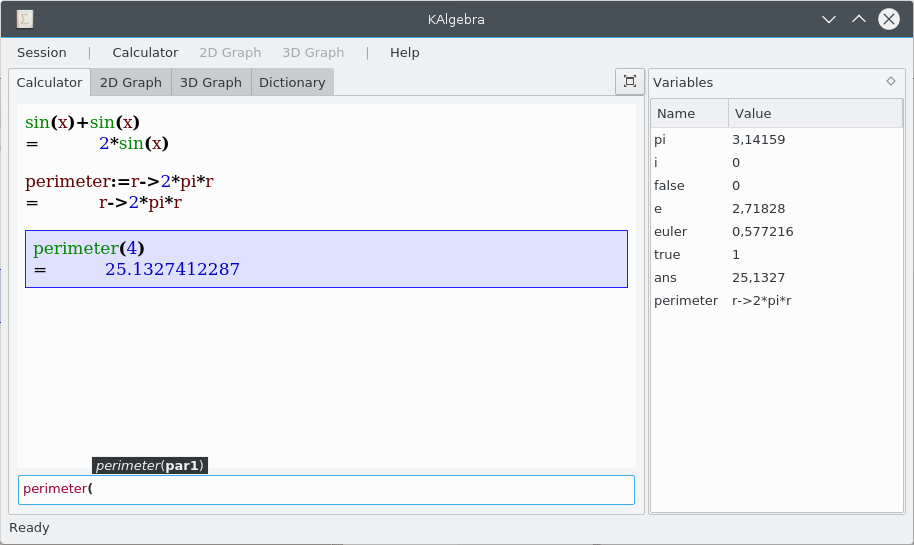 KAlgebra
Session | Calculator 2D Graph 3D Graph | Help
Calculator 2D Graph 3D Graph Dictionary
sin(x)+sin(x)
= 2*sin(x)
perimeter:=r->2*pi*r
= r->2*pi*r
perimeter(4)
= 25.1327412287
perimeter(par1)
perimeter(
Variables
Name Value
pi 3,14159
i 0
false 0
e 2,71828
euler 0,577216
true 1
ans 25,1327
perimeter r->2*pi*r
Ready